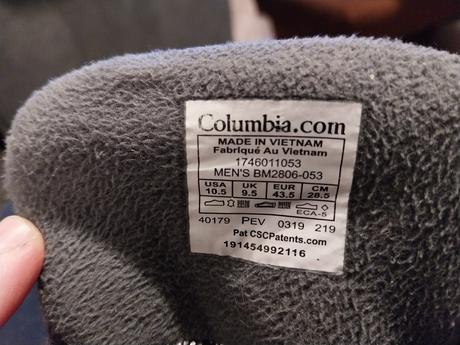 Columbia.com
MADE IN VIETNAM
Fabriqué Au Vietnam
1746011053
MEN'S BM2806-053
USA UK EUR CM
10.5 9.5 43.5 28.5
ECA-5
40179 PEV 0319 219
Pat CSCPatents.com
191454992116